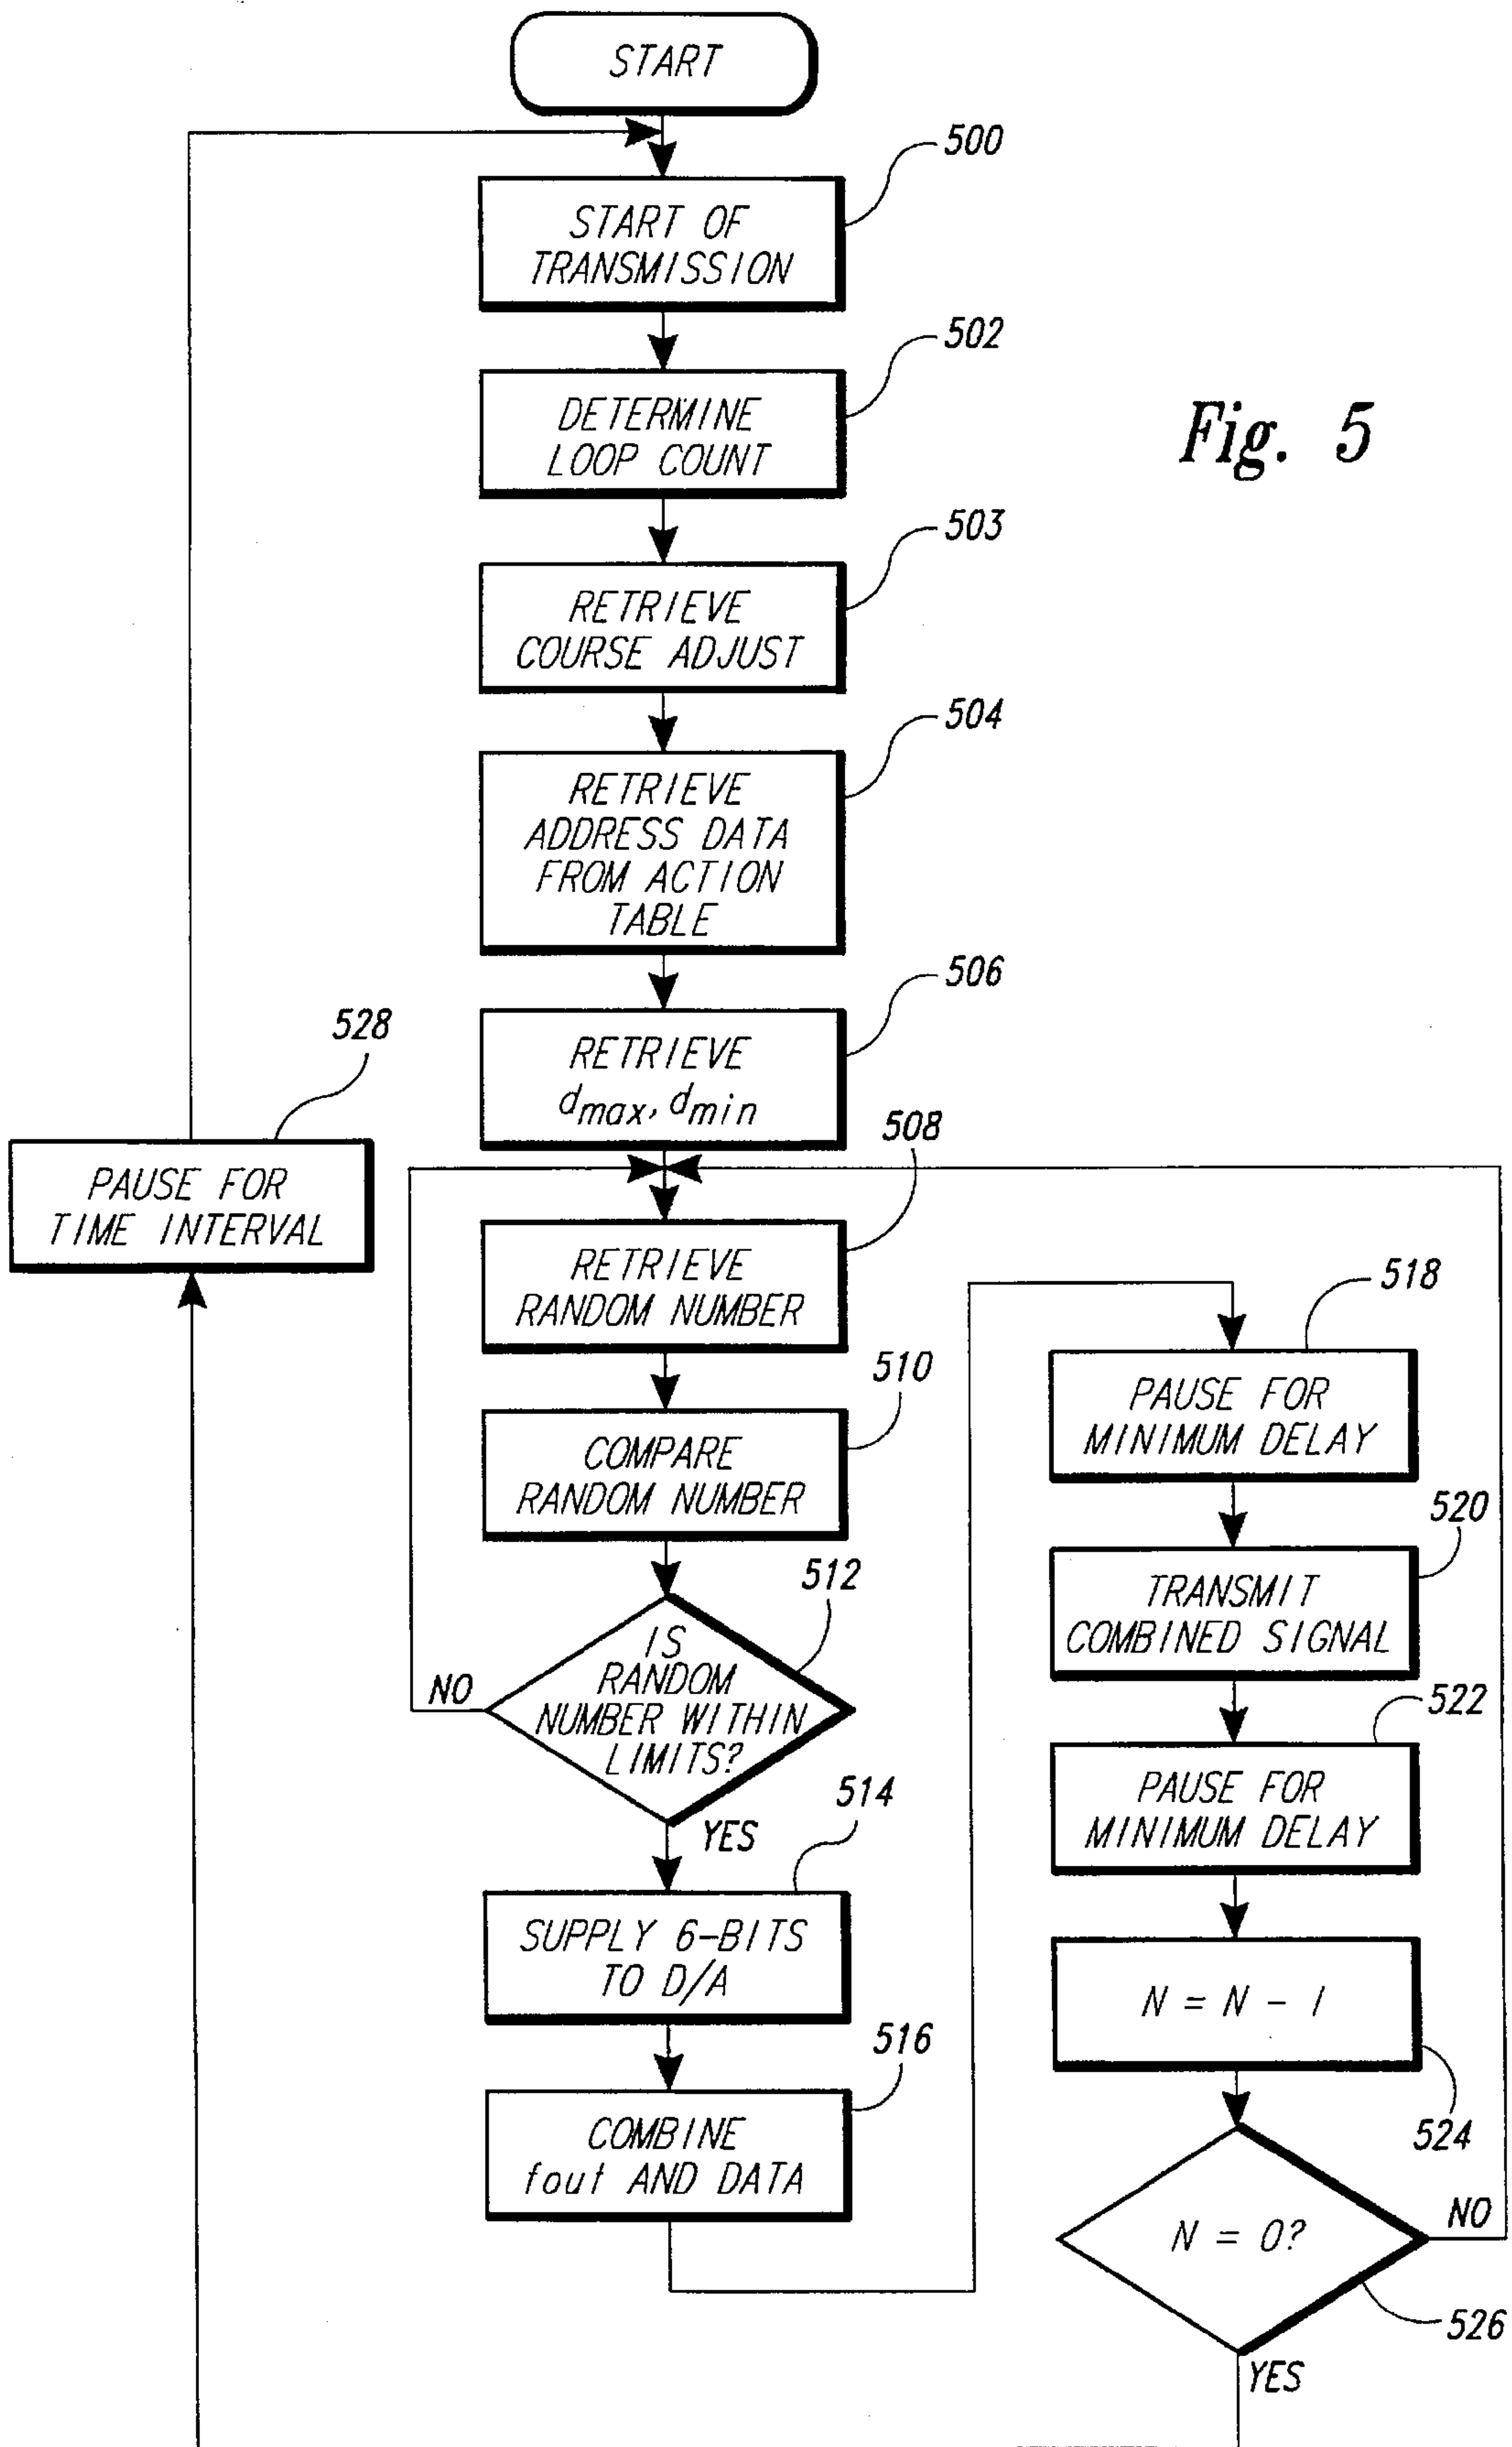 START
500
START OF
TRANSMISSION
502
DETERMINE
LOOP COUNT
Fig. 5
503
RETRIEVE
COURSE ADJUST
504
RETRIEVE
ADDRESS DATA
FROM ACTION
TABLE
506
RETRIEVE
dmax, dmin
528
PAUSE FOR
TIME INTERVAL
508
RETRIEVE
RANDOM NUMBER
510
COMPARE
RANDOM NUMBER
512
IS
RANDOM
NUMBER WITHIN
LIMITS?
NO
YES
514
SUPPLY 6-BITS
TO D/A
516
COMBINE
fout AND DATA
518
PAUSE FOR
MINIMUM DELAY
520
TRANSMIT
COMBINED SIGNAL
522
PAUSE FOR
MINIMUM DELAY
N = N - 1
524
N = 0?
NO
526
YES